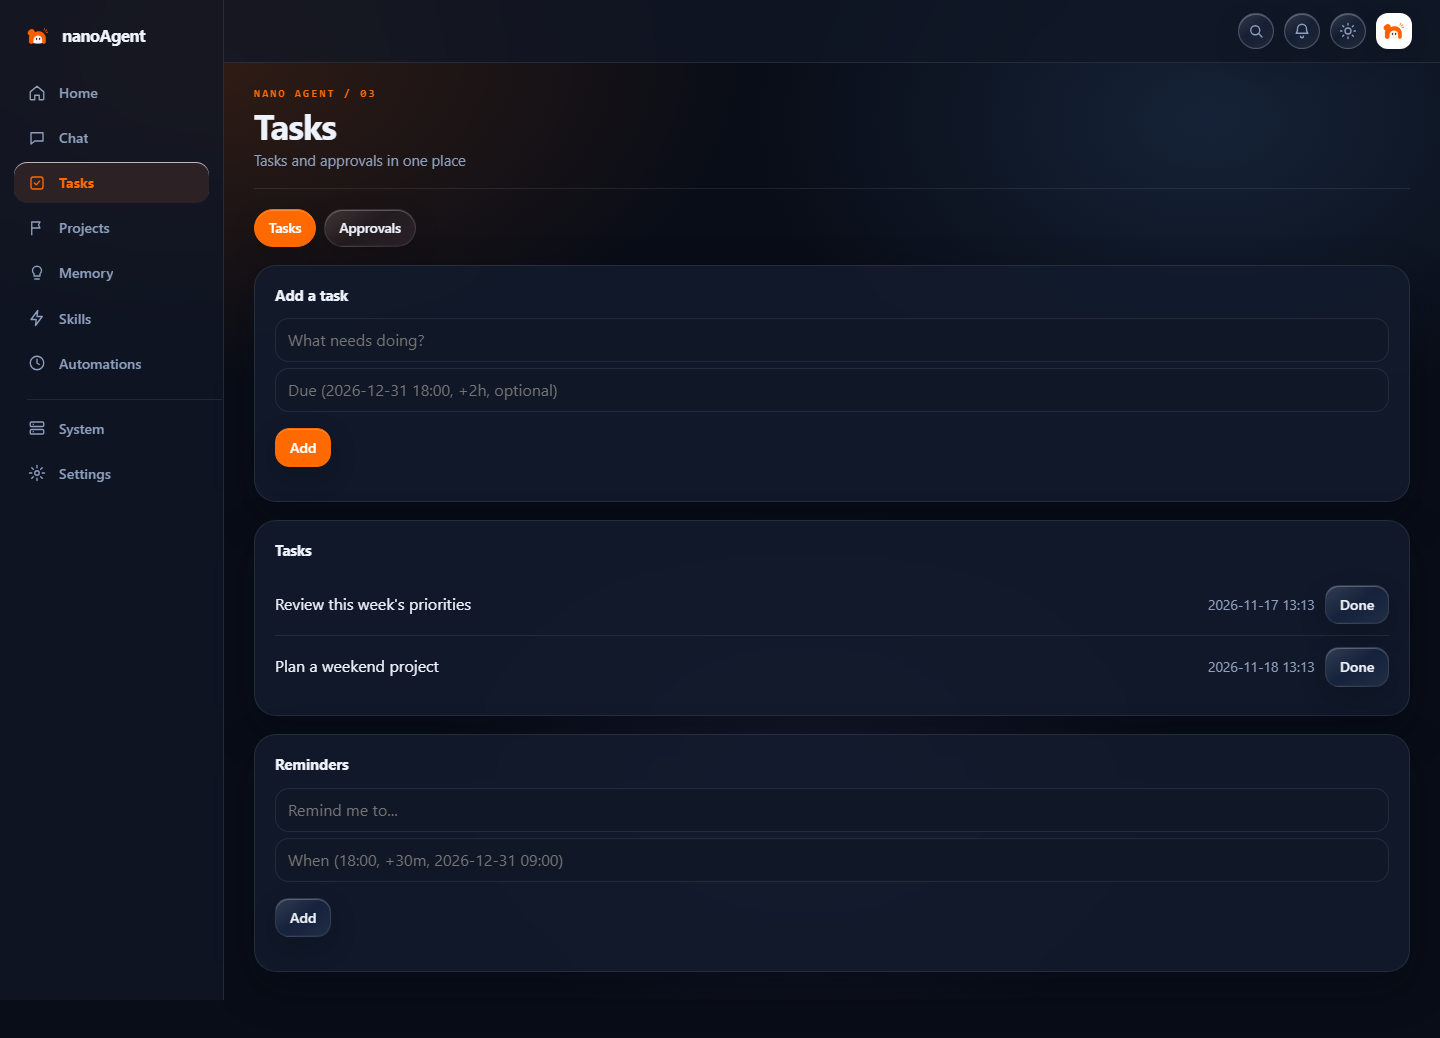 nanoAgent
Home
Chat
Tasks
Projects
Memory
Skills
Automations
System
Settings
NANO AGENT / 03
Tasks
Tasks and approvals in one place
Tasks
Approvals
Add a task
What needs doing?
Due (2026-12-31 18:00, +2h, optional)
Add
Tasks
Review this week's priorities 2026-11-17 13:13 Done
Plan a weekend project 2026-11-18 13:13 Done
Reminders
Remind me to...
When (18:00, +30m, 2026-12-31 09:00)
Add